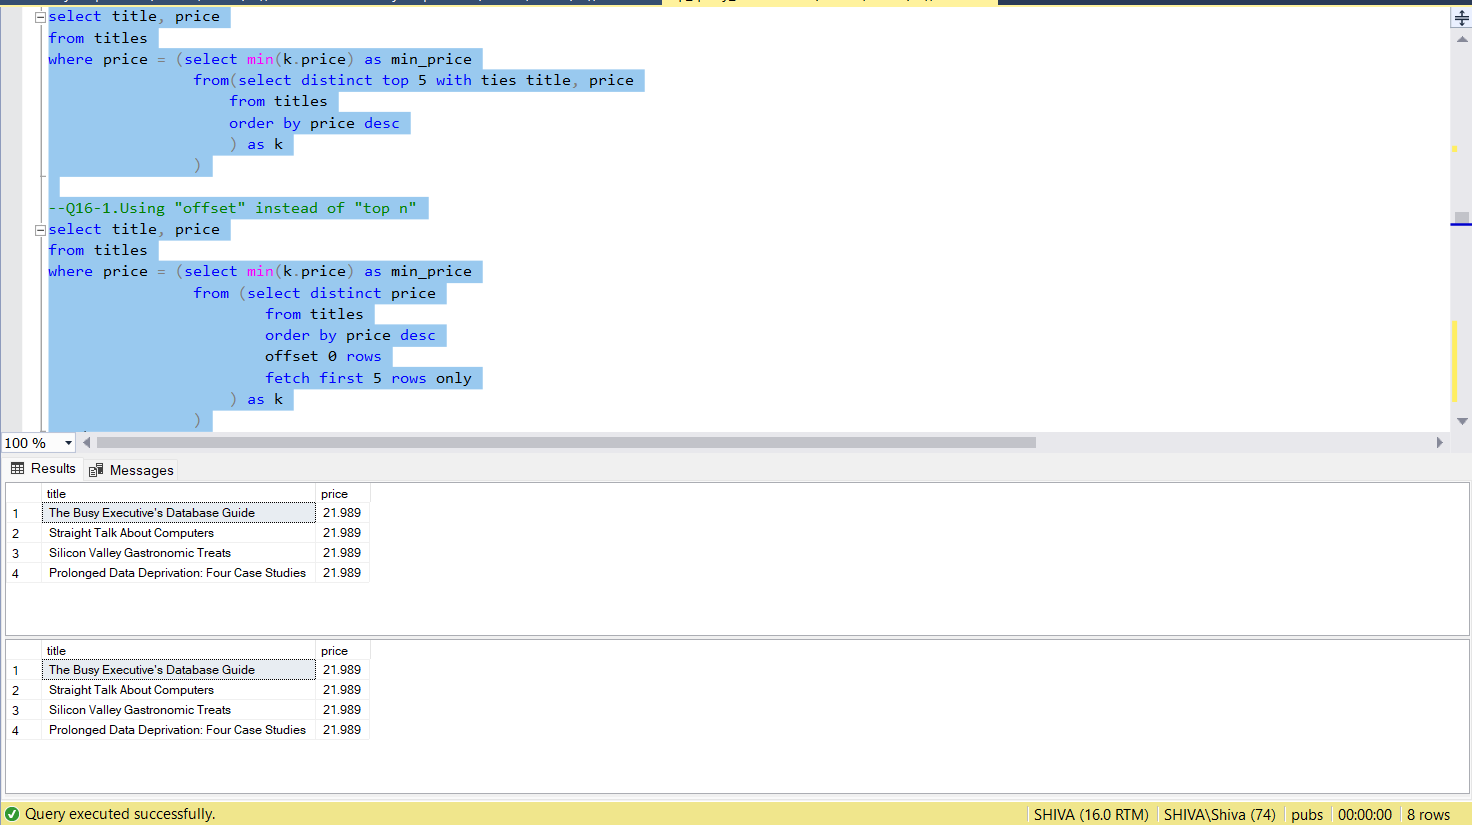 select title, price
from titles
where price = (select min(k.price) as min_price
from(select distinct top 5 with ties title, price
from titles
order by price desc
) as k
)
--Q16-1.Using "offset" instead of "top n"
select title, price
from titles
where price = (select min(k.price) as min_price
from (select distinct price
from titles
order by price desc
offset 0 rows
fetch first 5 rows only
) as k
)
100 %
Results Messages
title price
1 The Busy Executive's Database Guide 21.989
2 Straight Talk About Computers 21.989
3 Silicon Valley Gastronomic Treats 21.989
4 Prolonged Data Deprivation: Four Case Studies 21.989
title price
1 The Busy Executive's Database Guide 21.989
2 Straight Talk About Computers 21.989
3 Silicon Valley Gastronomic Treats 21.989
4 Prolonged Data Deprivation: Four Case Studies 21.989
Query executed successfully. SHIVA (16.0 RTM) SHIVA\Shiva (74) pubs 00:00:00 8 rows